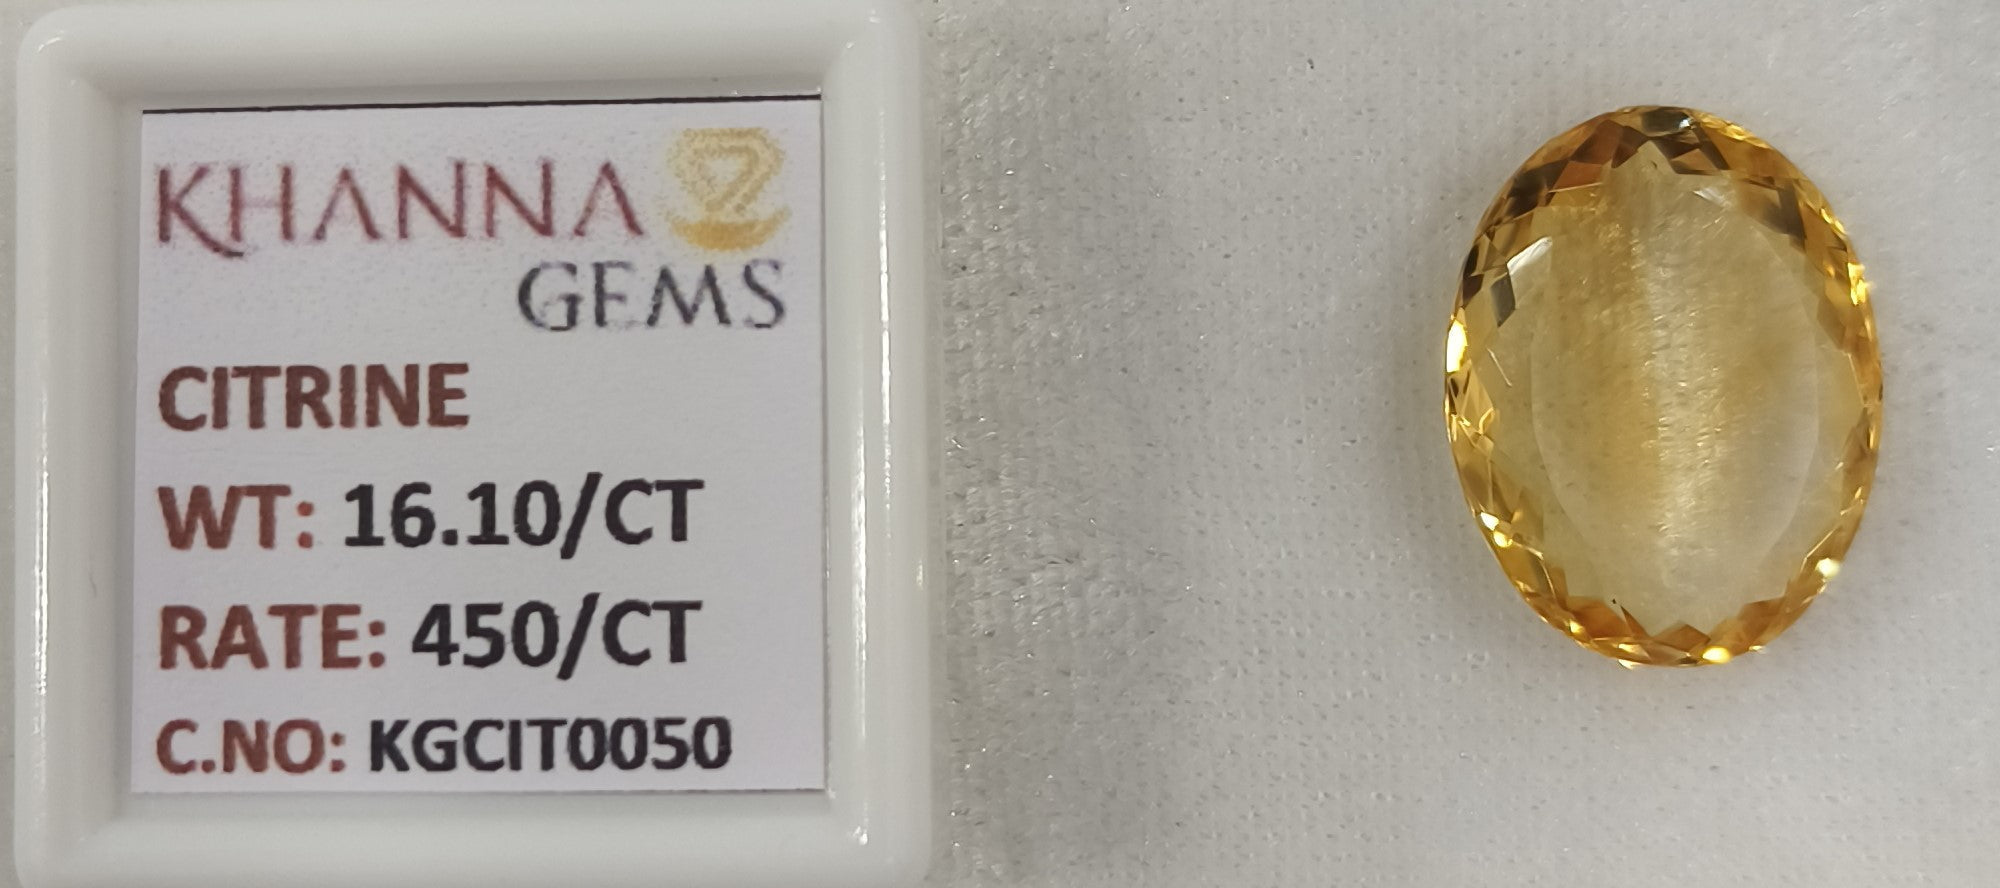 KHANNA
GEMS
CITRINE
WT: 16.10/CT
RATE: 450/CT
C.NO: KGCIT0050